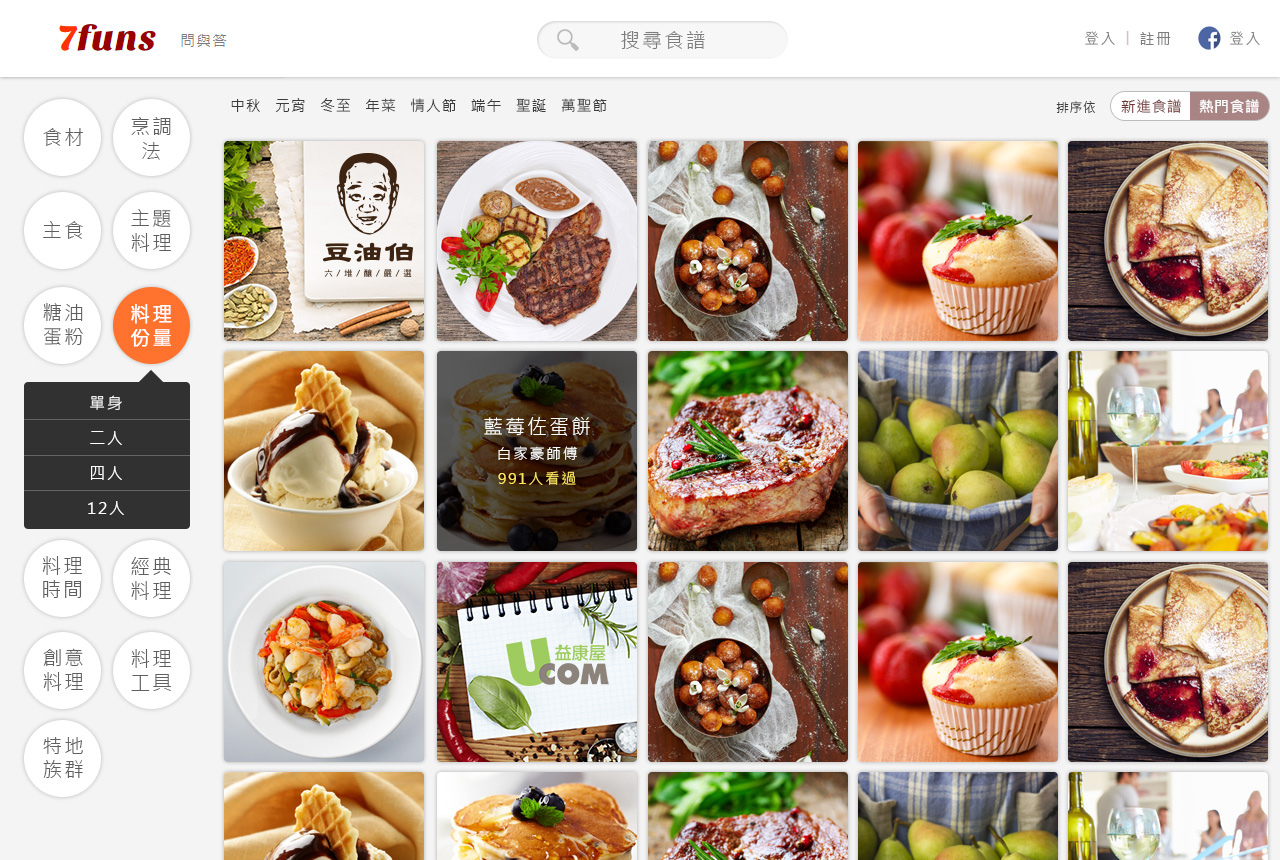 7funs
問與答
搜尋食譜
登入 | 註冊
登入
中秋 元宵 冬至 年菜 情人節 端午 聖誕 萬聖節
排序依
新進食譜 熱門食譜
食材
烹調
法
主食
主題
料理
糖油
蛋粉
料理
份量
單身
二人
四人
12人
料理
時間
經典
料理
創意
料理
料理
工具
特地
族群
豆油伯
六/堆/釀/嚴/選
藍莓佐蛋餅
白家豪師傅
991人看過
益康屋
UCOM